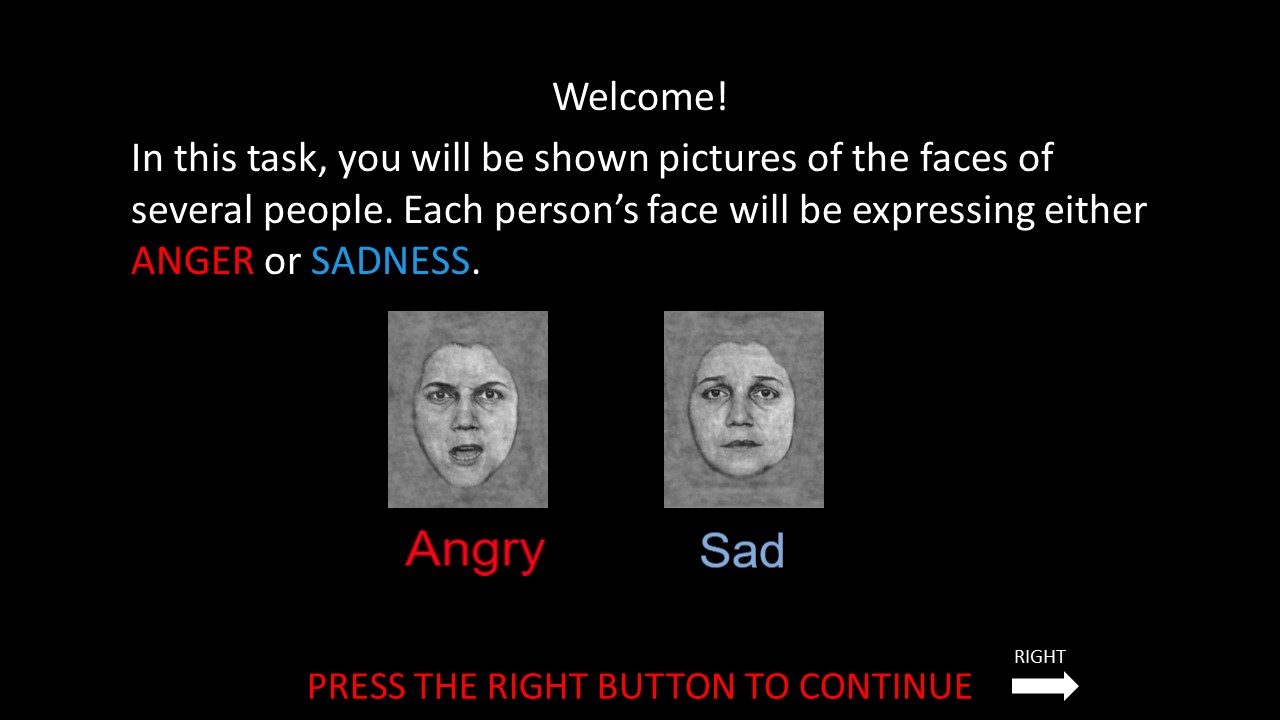 Welcome!
In this task, you will be shown pictures of the faces of
several people. Each person’s face will be expressing either
ANGER or SADNESS.
Angry
Sad
RIGHT
PRESS THE RIGHT BUTTON TO CONTINUE